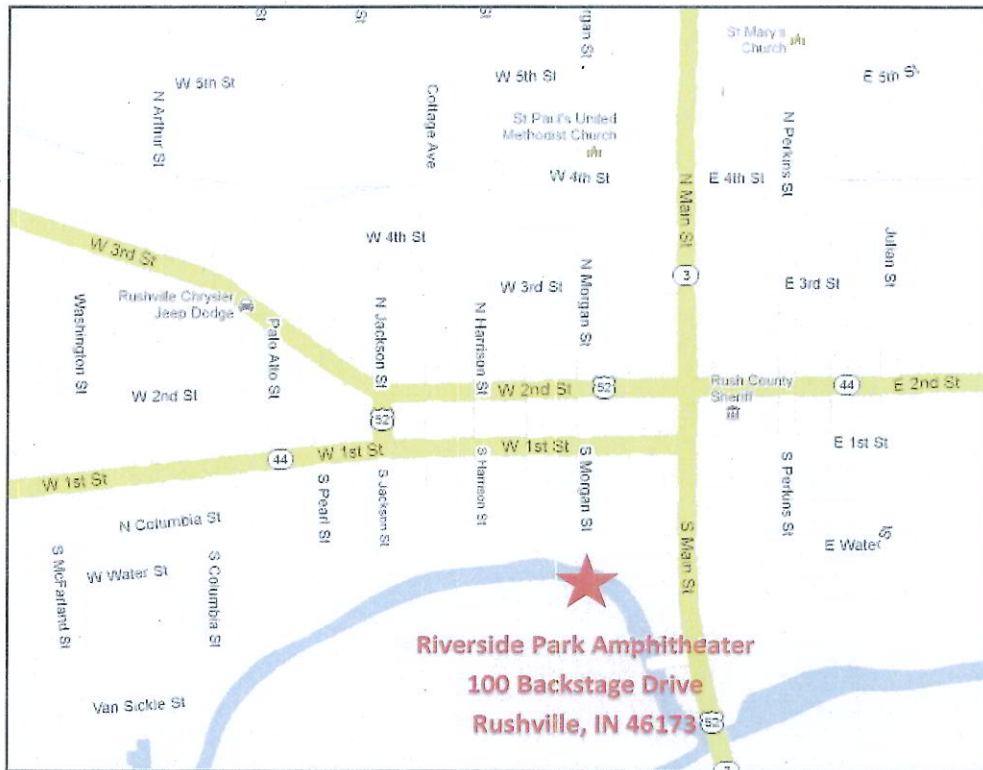 St
St
St
rgan St
St Mary's
Church
W 5th St
W 5th St
E 5th St
N Arthur St
Cottage Ave
St Paul's United
Methodist Church
N Perkins St
W 4th St
N Main St
E 4th St
W 4th St
Julian St
W 3rd St
N Morgan St
3
W 3rd St
E 3rd St
Rushville Chrysler
Jeep Dodge
Washington St
Palo Alto St
N Jackson St
N Harrison St
W 2nd St
W 2nd St
52
Rush County
Sheriff
44
E 2nd St
52
W 1st St
44
W 1st St
W 1st St
E 1st St
S Pearl St
S Jackson St
S Harrison St
S Morgan St
S Main St
S Perkins St
N Columbia St
E Water St
S McFarland St
W Water St
S Columbia St
Riverside Park Amphitheater
100 Backstage Drive
Rushville, IN 46173
Van Sickle St
52